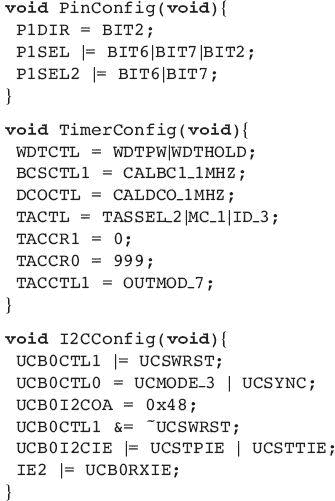 void PinConfig(void){
P1DIR = BIT2;
P1SEL |= BIT6|BIT7|BIT2;
P1SEL2 |= BIT6|BIT7;
}
void TimerConfig(void){
WDTCTL = WDTPW|WDTHOLD;
BCSCTL1 = CALBC1_1MHZ;
DCOCTL = CALDCO_1MHZ;
TACTL = TASSEL_2|MC_1|ID_3;
TACCR1 = 0;
TACCR0 = 999;
TACCTL1 = OUTMOD_7;
}
void I2CConfig(void){
UCB0CTL1 |= UCSWRST;
UCB0CTL0 = UCMODE_3 | UCSYNC;
UCB0I2COA = 0x48;
UCB0CTL1 &= ~UCSWRST;
UCB0I2CIE |= UCSTPIE | UCSTTIE;
IE2 |= UCB0RXIE;
}